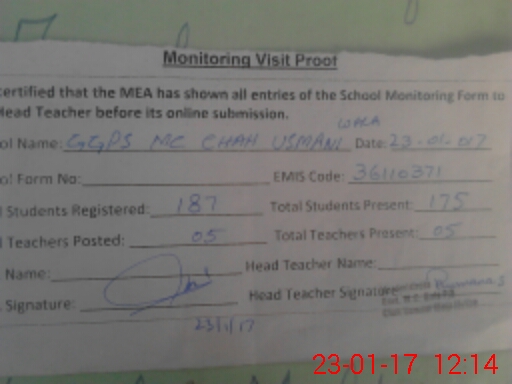 Monitoring Visit Proof
certified that the MEA has shown all entries of the School Monitoring Form to
Head Teacher before its online submission.
ol Name: GGPS MC CHAH USMANI WALA Date: 23-01-017
ol Form No: EMIS Code: 36110371
l Students Registered: 187 Total Students Present: 175
l Teachers Posted: 05 Total Teachers Present: 05
Name: Head Teacher Name:
Signature: Head Teacher Signature
23/1/17
23-01-17 12:14